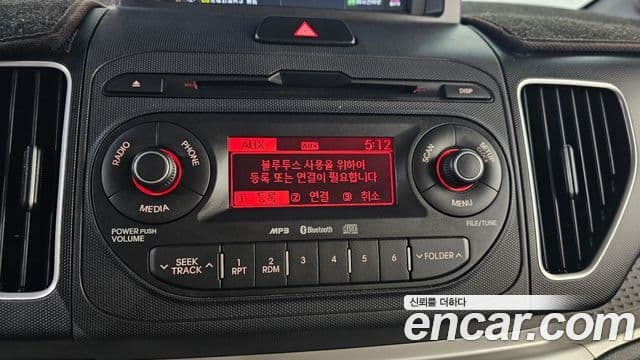 DISP
RADIO
PHONE
MEDIA
AUX AUX 5:12
블루투스 사용을 위하여
등록 또는 연결이 필요합니다
① 등록 ② 연결 ③ 취소
SCAN
SETUP
MENU
POWER PUSH
VOLUME
MP3 Bluetooth
FILE/TUNE
SEEK
TRACK
1
RPT
2
RDM
3
4
5
6
FOLDER
신뢰를 더하다
encar.com